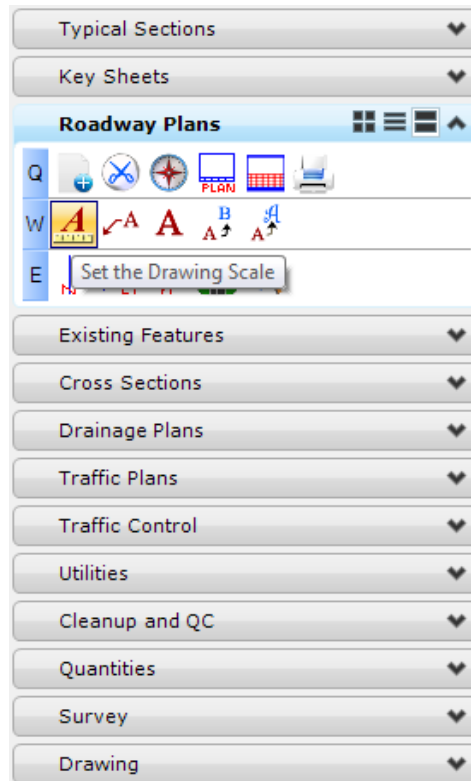 Typical Sections
Key Sheets
Roadway Plans
Q PLAN
W A A A A B A A
E Set the Drawing Scale
Existing Features
Cross Sections
Drainage Plans
Traffic Plans
Traffic Control
Utilities
Cleanup and QC
Quantities
Survey
Drawing